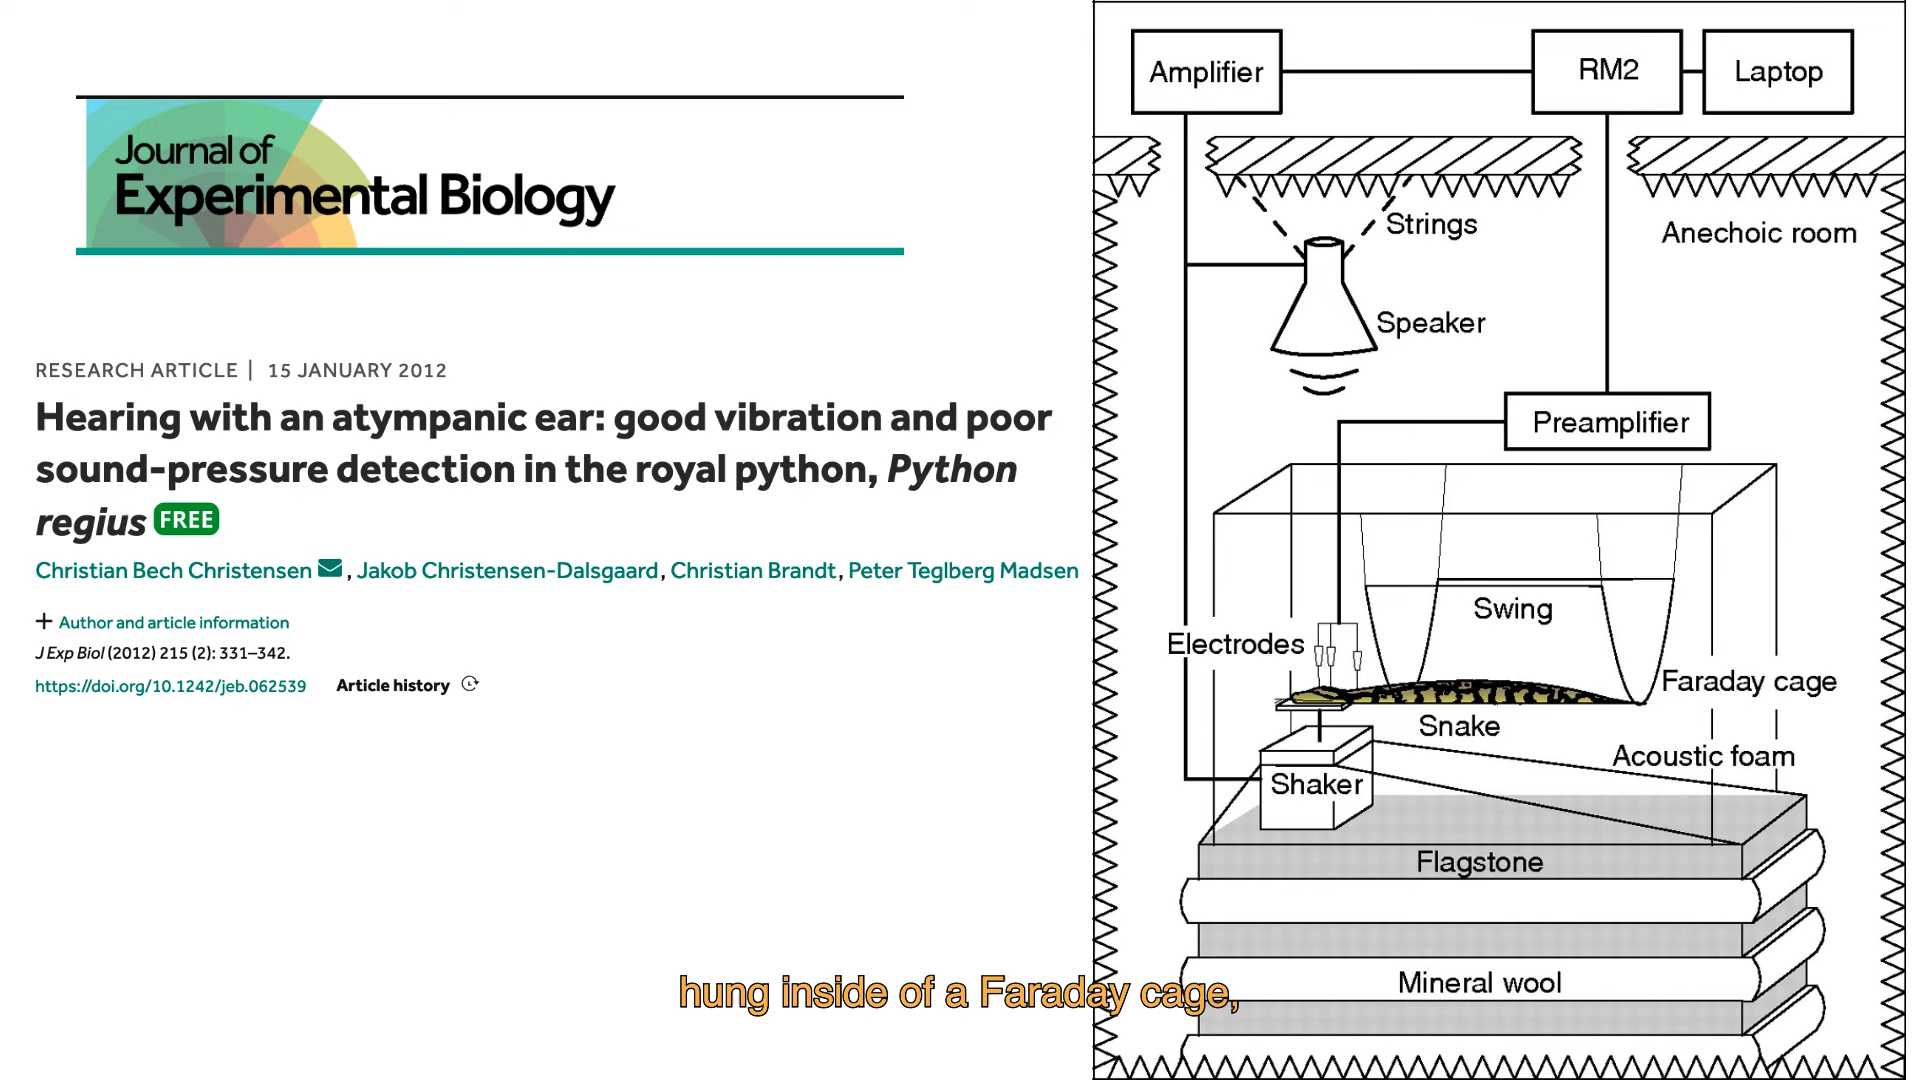 Journal of
Experimental Biology
RESEARCH ARTICLE | 15 JANUARY 2012
Hearing with an atympanic ear: good vibration and poor
sound-pressure detection in the royal python, Python
regius FREE
Christian Bech Christensen , Jakob Christensen-Dalsgaard, Christian Brandt, Peter Teglberg Madsen
+ Author and article information
J Exp Biol (2012) 215 (2): 331–342.
https://doi.org/10.1242/jeb.062539 Article history
Amplifier
RM2
Laptop
Strings
Anechoic room
Speaker
Preamplifier
Swing
Electrodes
Faraday cage
Snake
Acoustic foam
Shaker
Flagstone
Mineral wool
hung inside of a Faraday cage,